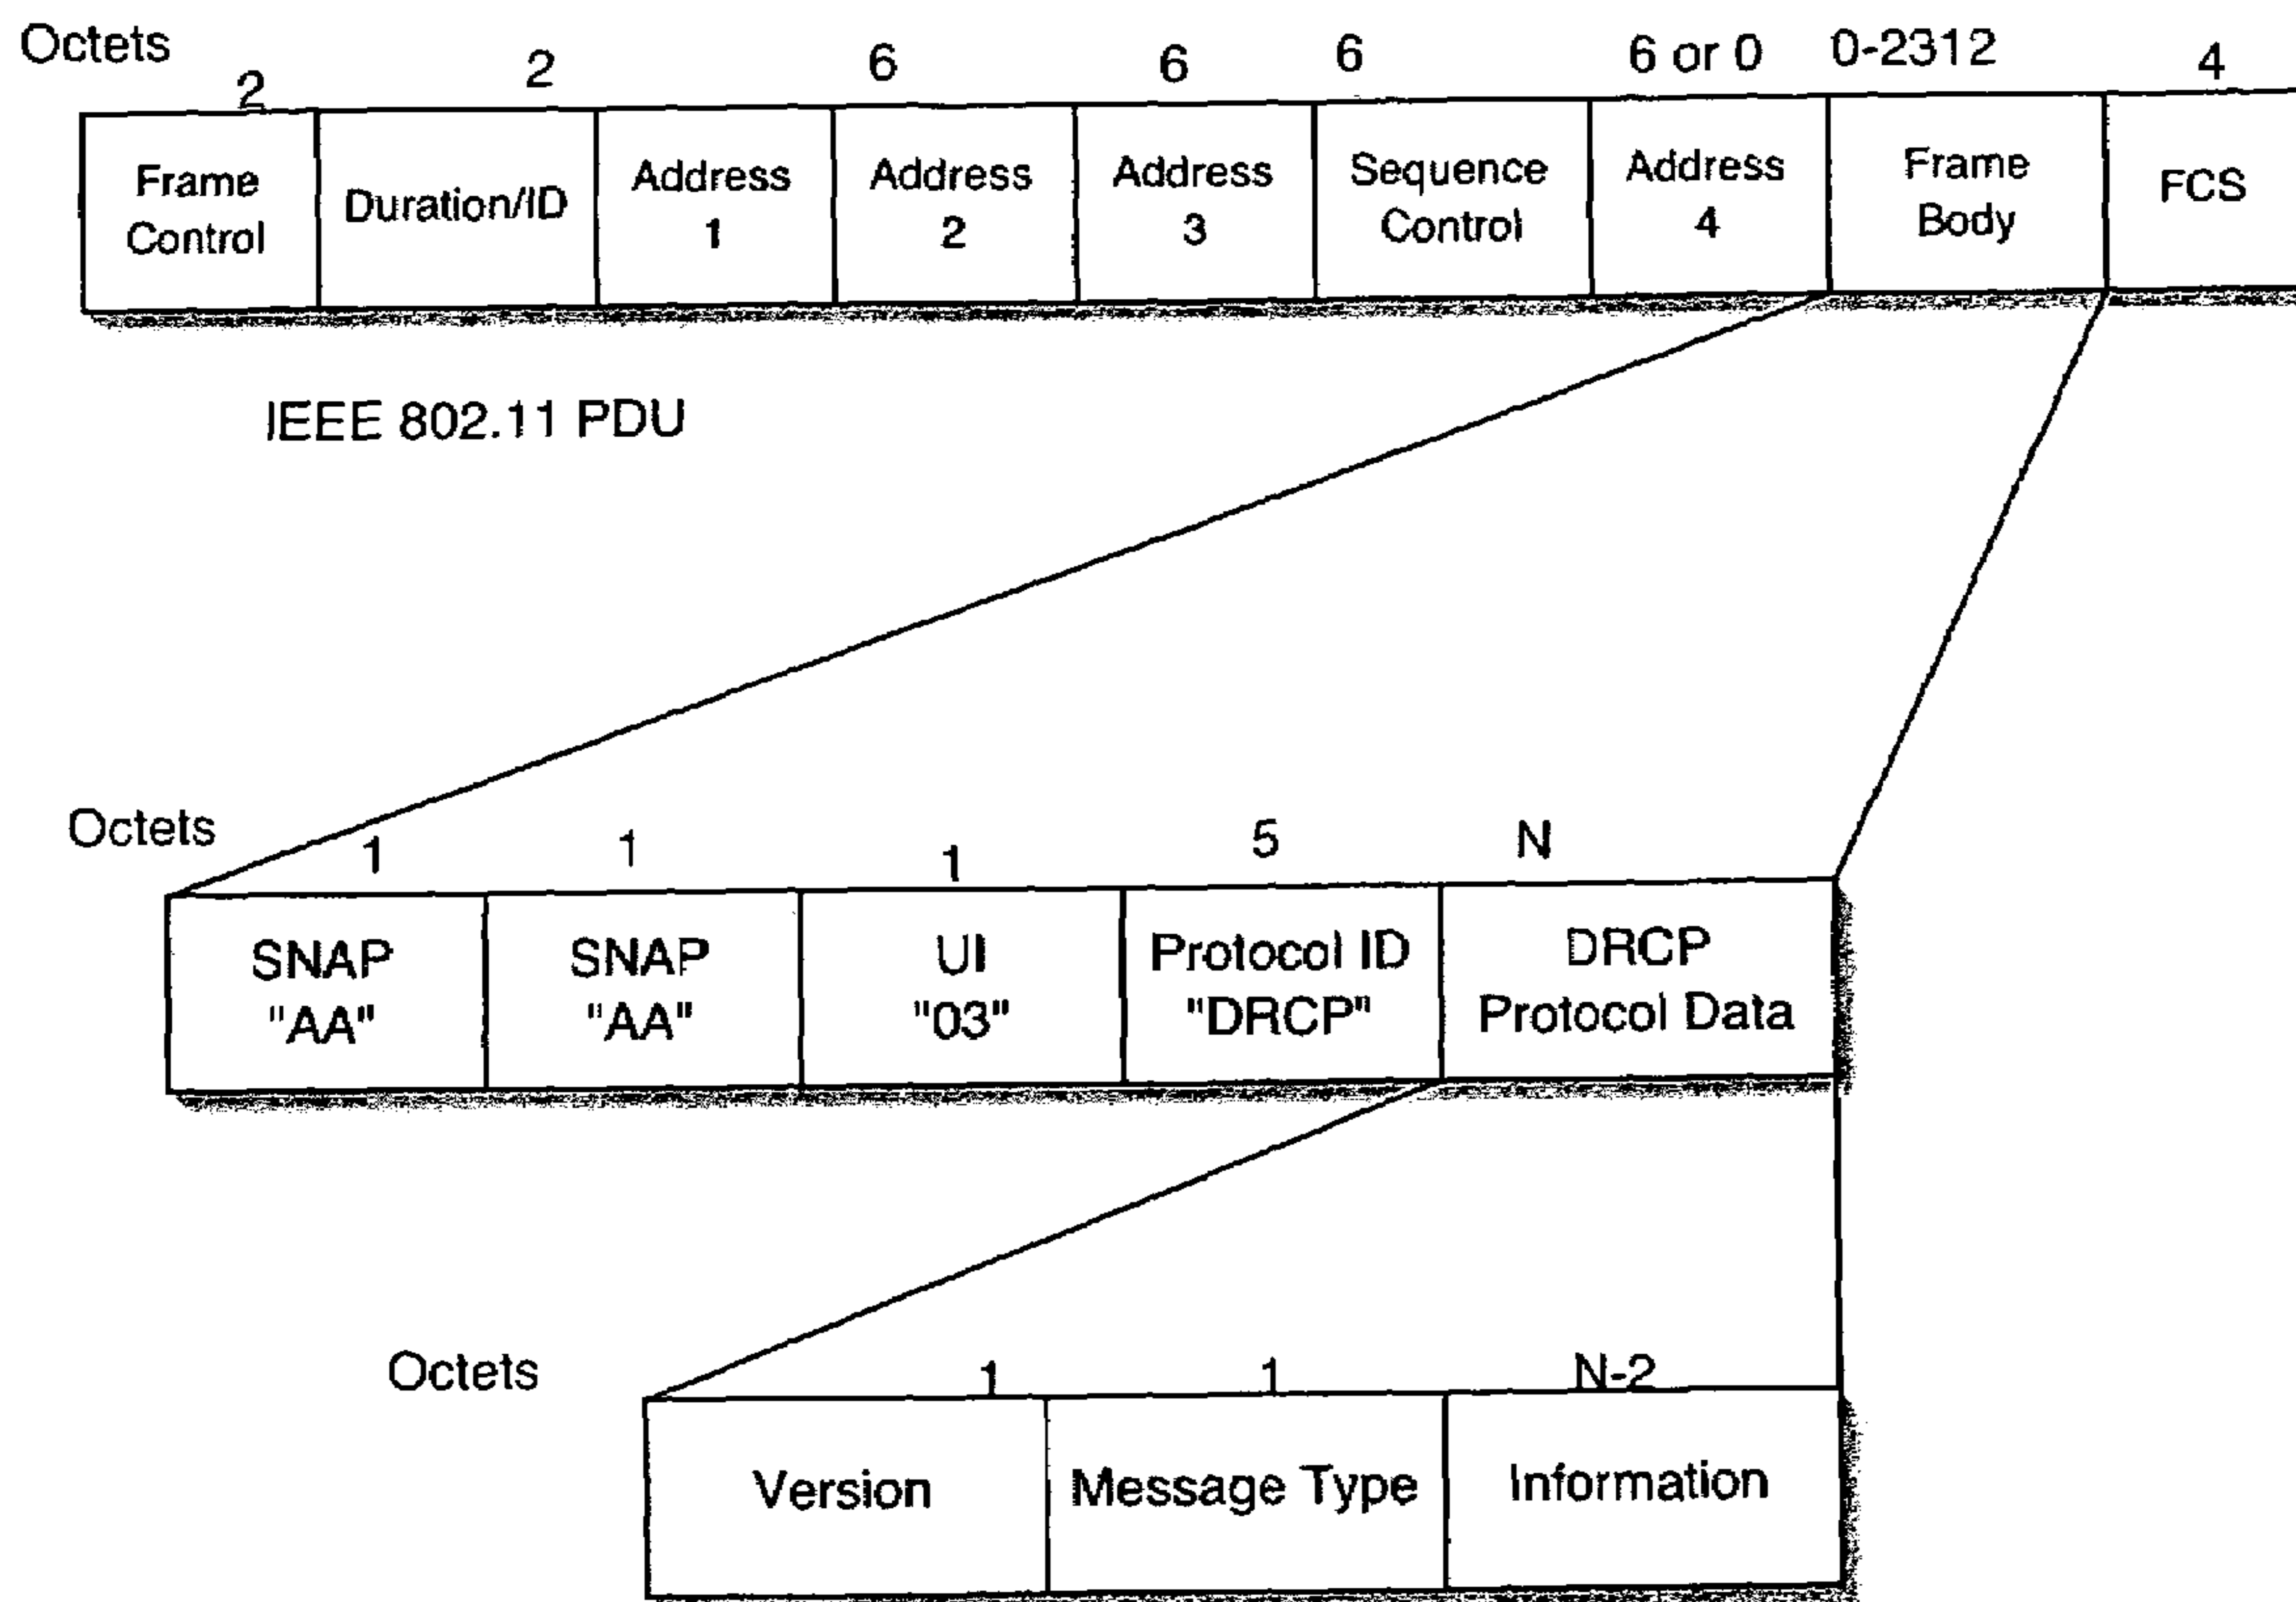 Octets 2 2 6 6 6 6 or 0 0-2312 4
Frame Control
Duration/ID
Address 1
Address 2
Address 3
Sequence Control
Address 4
Frame Body
FCS
IEEE 802.11 PDU
Octets 1 1 1 5 N
SNAP "AA"
SNAP "AA"
UI "03"
Protocol ID "DRCP"
DRCP Protocol Data
Octets 1 1 N-2
Version
Message Type
Information